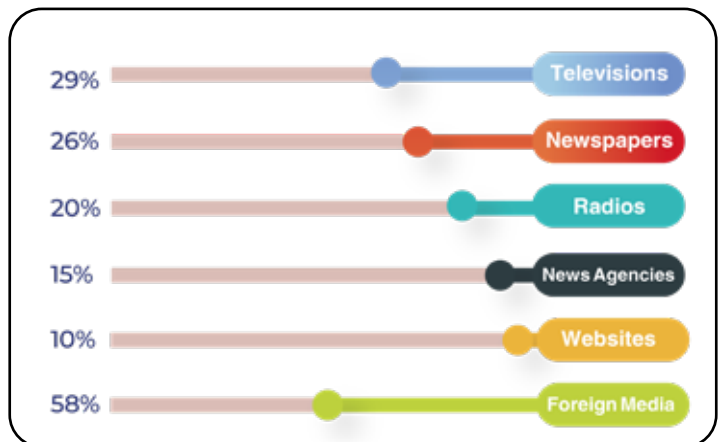 29% Televisions
26% Newspapers
20% Radios
15% News Agencies
10% Websites
58% Foreign Media